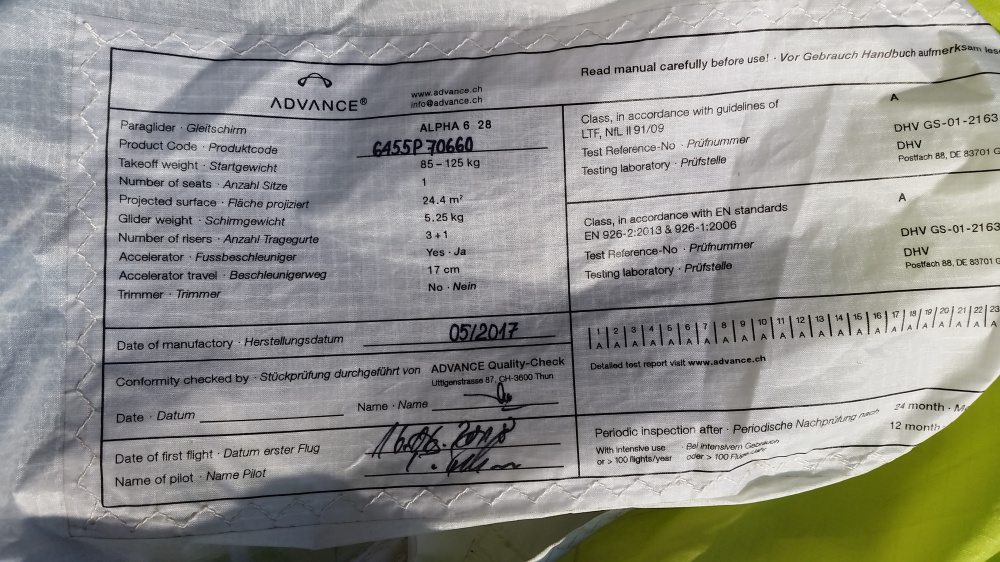 ADVANCE®
www.advance.ch
info@advance.ch
Read manual carefully before use! · Vor Gebrauch Handbuch aufmerksam les
Paraglider · Gleitschirm ALPHA 6 28
Product Code · Produktcode 6455P70660
Takeoff weight · Startgewicht 85–125 kg
Number of seats · Anzahl Sitze 1
Projected surface · Fläche projiziert 24.4 m²
Glider weight · Schirmgewicht 5,25 kg
Number of risers · Anzahl Tragegurte 3+1
Accelerator · Fussbeschleuniger Yes · Ja
Accelerator travel · Beschleunigerweg 17 cm
Trimmer · Trimmer No · Nein
Date of manufactory · Herstellungsdatum 05/2017
Conformity checked by · Stückprüfung durchgeführt von ADVANCE Quality-Check
Uttigenstrasse 87, CH-3600 Thun
Date · Datum Name · Name
Date of first flight · Datum erster Flug
Name of pilot · Name Pilot
Class, in accordance with guidelines of A
LTF, NfL II 91/09
Test Reference-No · Prüfnummer DHV GS-01-2163
Testing laboratory · Prüfstelle DHV
Postfach 88, DE 83701 G
Class, in accordance with EN standards A
EN 926-2:2013 & 926-1:2006
Test Reference-No · Prüfnummer DHV GS-01-2163
Testing laboratory · Prüfstelle DHV
Postfach 88, DE 83701 G
1 2 3 4 5 6 7 8 9 10 11 12 13 14 15 16 17 18 19 20 21 22 23
A A A A A A A A A A A A A A A A A A A A A A A
Detailed test report visit www.advance.ch
Periodic inspection after · Periodische Nachprüfung nach 24 month · M
With intensive use · Bei intensivem Gebrauch 12 month
or > 100 flights/year oder > 100 Flüge/Jahr